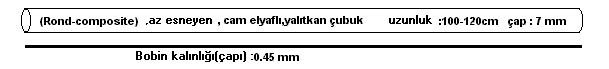 (Rond-composite) ,az esneyen , cam elyaflı,yalıtkan çubuk uzunluk :100-120cm çap : 7 mm
Bobin kalınlığı(çapı) :0.45 mm